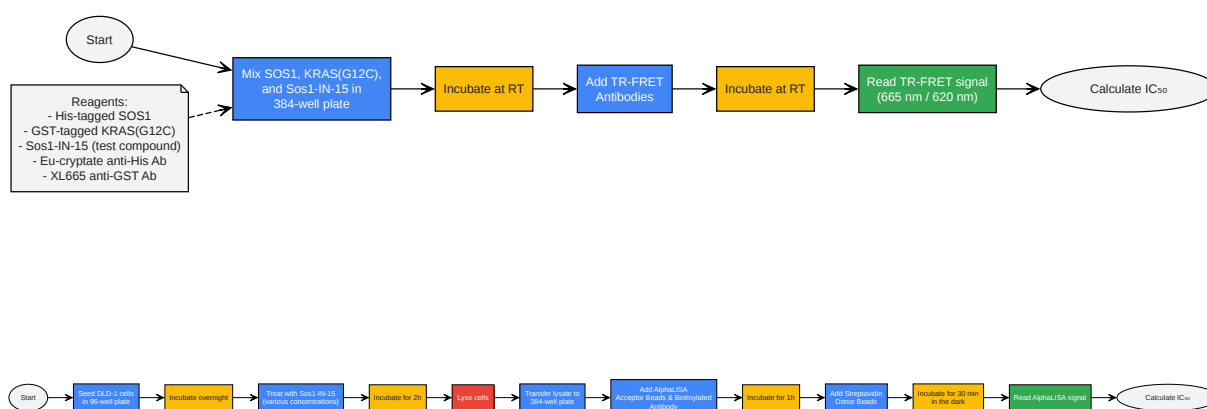 Start
Mix SOS1, KRAS(G12C),
and Sos1-IN-15 in
384-well plate
Incubate at RT
Add TR-FRET
Antibodies
Incubate at RT
Read TR-FRET signal
(665 nm / 620 nm)
Calculate IC₅₀
Reagents:
- His-tagged SOS1
- GST-tagged KRAS(G12C)
- Sos1-IN-15 (test compound)
- Eu-cryptate anti-His Ab
- XL665 anti-GST Ab
Start
Seed DLD-1 cells
in 96-well plate
Incubate overnight
Treat with Sos1-IN-15
(various concentrations)
Incubate for 2h
Lyse cells
Transfer lysate to
384-well plate
Add AlphaLISA
Acceptor Beads & Biotinylated
Antibody
Incubate for 1h
Add Streptavidin
Donor Beads
Incubate for 30 min
in the dark
Read AlphaLISA signal
Calculate IC₅₀